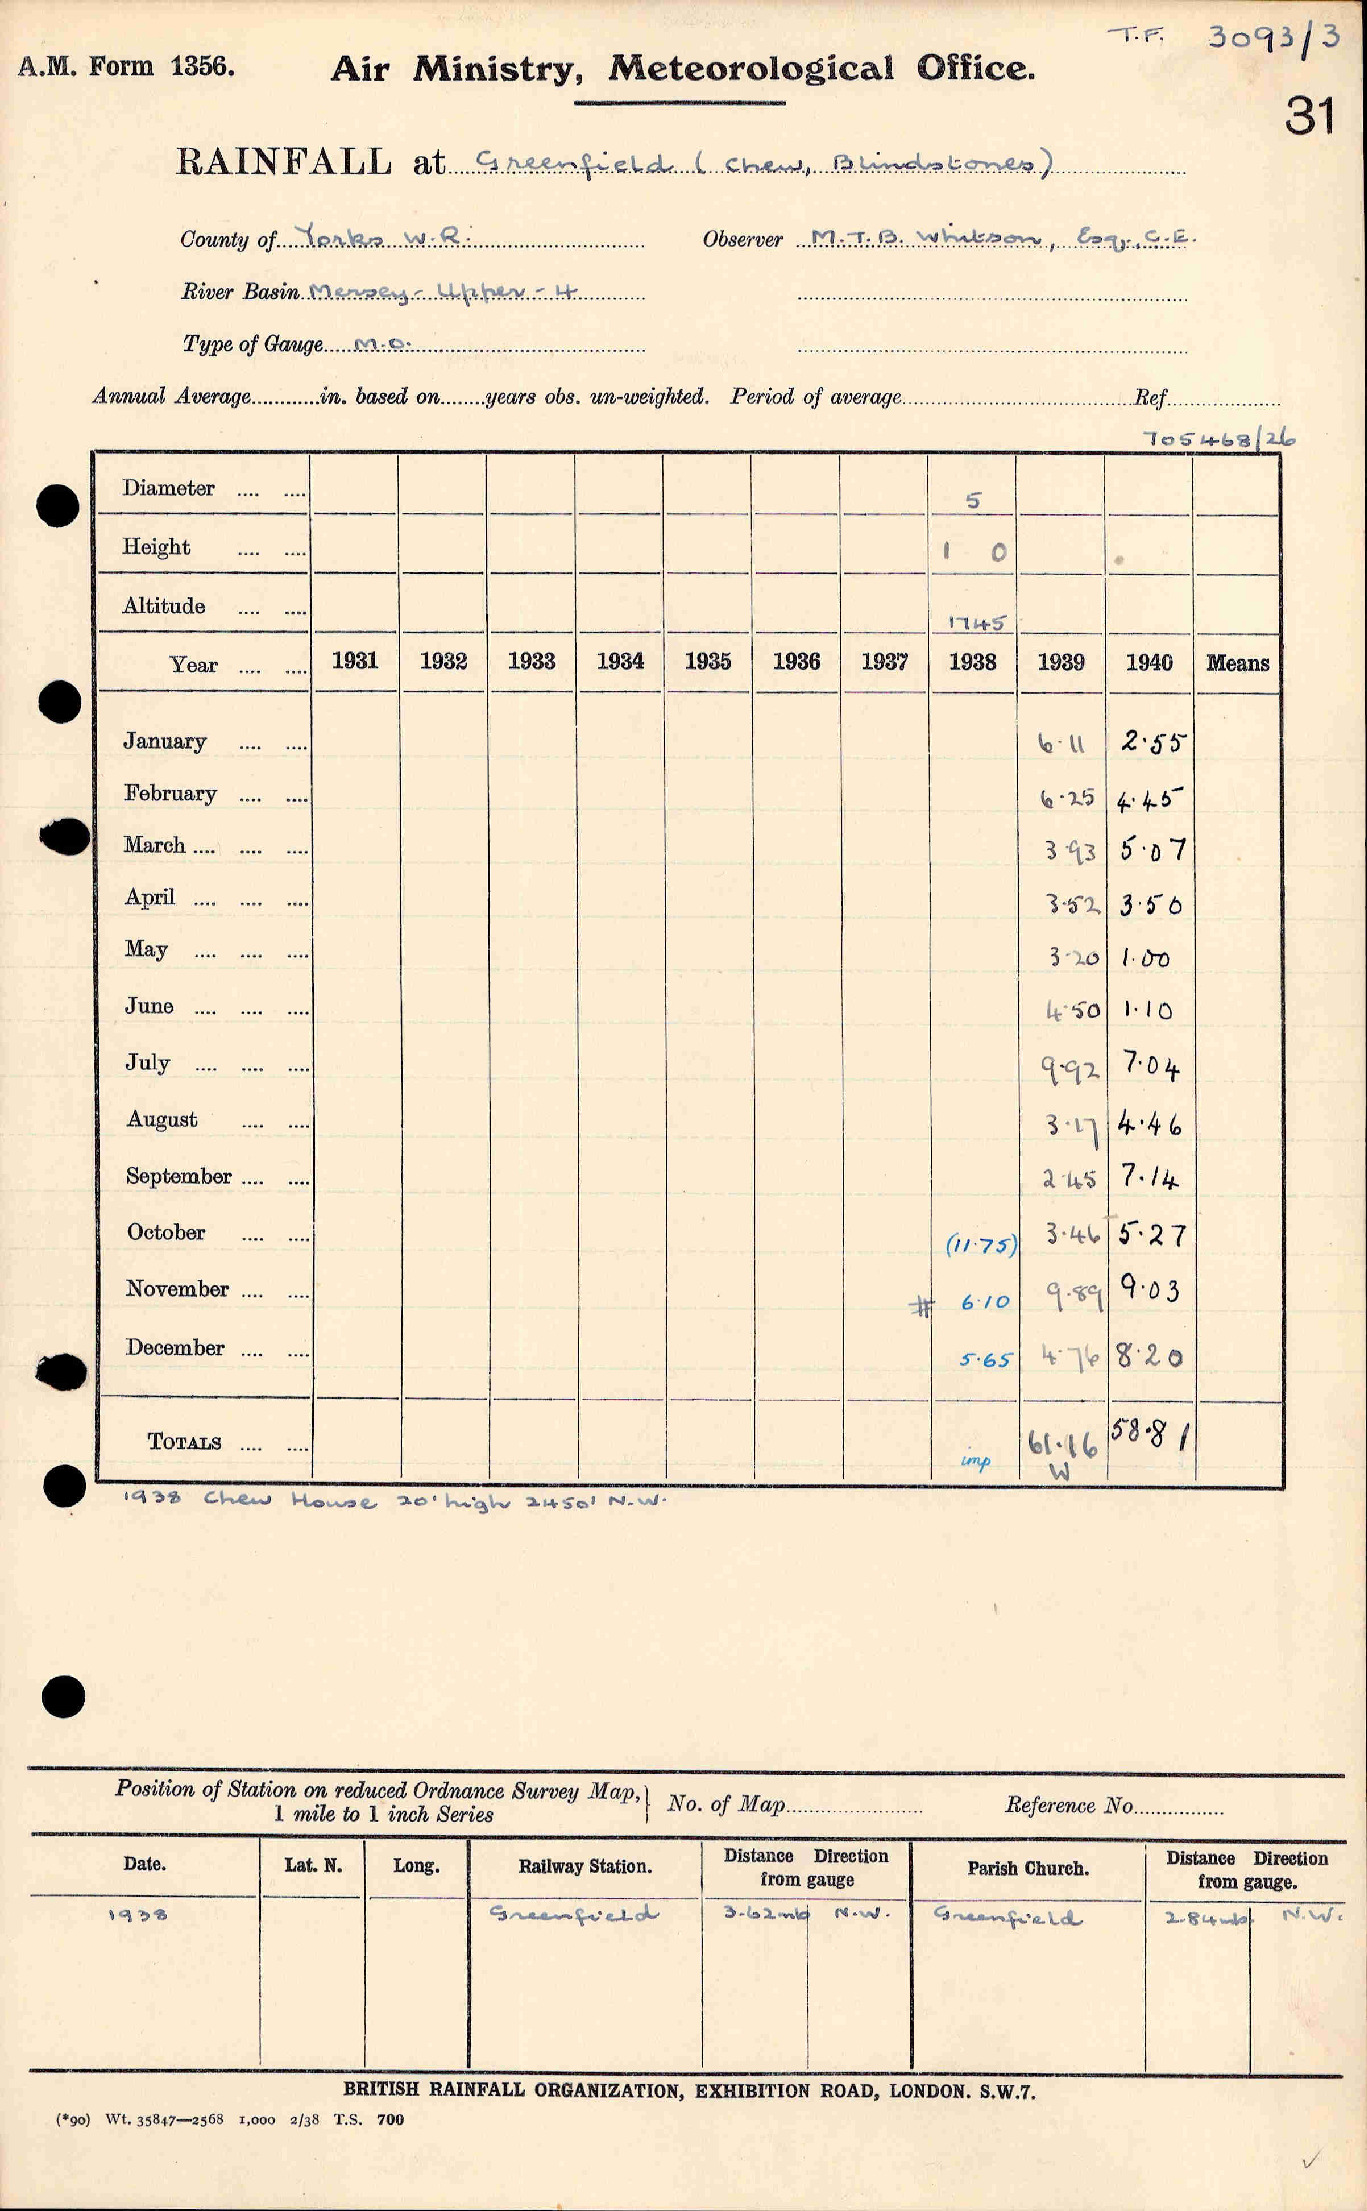 T.F. 3093/3
A.M. Form 1356. Air Ministry, Meteorological Office.
31
RAINFALL at Greenfield (Chew, Blindstones)
County of Yorks W.R. Observer M.T.B. Whitson, Esq., C.E.
River Basin Mersey - Upper - 4
Type of Gauge M.O.
Annual Average............in. based on........years obs. un-weighted. Period of average..........Ref..........
705468/26
Diameter .... .... 5
Height .... .... 1 0
Altitude .... .... 1745
Year .... .... 1931 1932 1933 1934 1935 1936 1937 1938 1939 1940 Means
January .... .... 6.11 2.55
February .... .... 6.25 4.45
March .... .... .... 3.93 5.07
April .... .... .... 3.52 3.50
May .... .... .... 3.20 1.00
June .... .... .... 4.50 1.10
July .... .... .... 9.92 7.04
August .... .... 3.17 4.46
September .... .... 2.45 7.14
October .... .... (11.75) 3.46 5.27
November .... .... # 6.10 9.89 9.03
December .... .... 5.65 4.76 8.20
TOTALS .... .... imp 61.16 58.81
W
1938 Chew House 20' high 2450' N.W.
Position of Station on reduced Ordnance Survey Map,} No. of Map.......... Reference No..........
1 mile to 1 inch Series
Date. Lat. N. Long. Railway Station. Distance Direction from gauge Parish Church. Distance Direction from gauge.
1938 Greenfield 3.62mls N.W. Greenfield 2.84mls N.W.
BRITISH RAINFALL ORGANIZATION, EXHIBITION ROAD, LONDON. S.W.7.
(*90) Wt. 35847—2568 1,000 2/38 T.S. 700